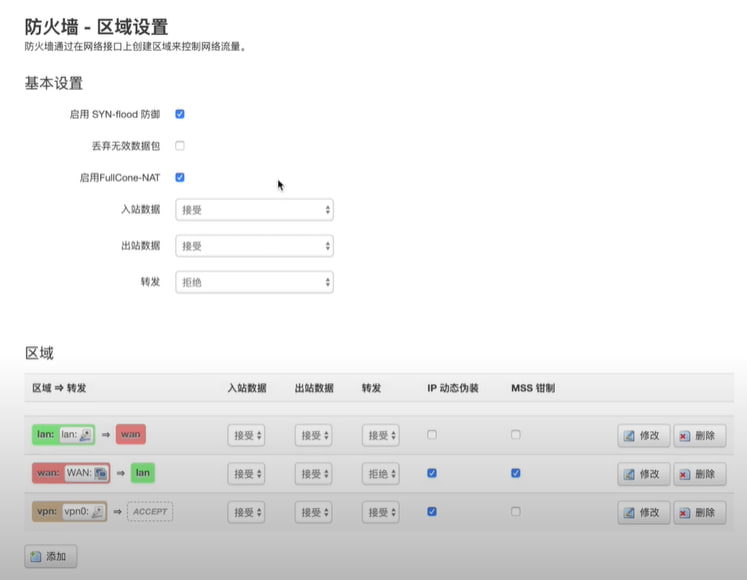 防火墙 - 区域设置
防火墙通过在网络接口上创建区域来控制网络流量。
基本设置
启用 SYN-flood 防御
丢弃无效数据包
启用FullCone-NAT
入站数据 接受
出站数据 接受
转发 拒绝
区域
区域 ⇒ 转发 入站数据 出站数据 转发 IP 动态伪装 MSS 钳制
lan: lan: ⇒ wan 接受 接受 接受 修改 删除
wan: WAN: ⇒ lan 接受 接受 拒绝 修改 删除
vpn: vpn0: ⇒ ACCEPT 接受 接受 接受 修改 删除
添加